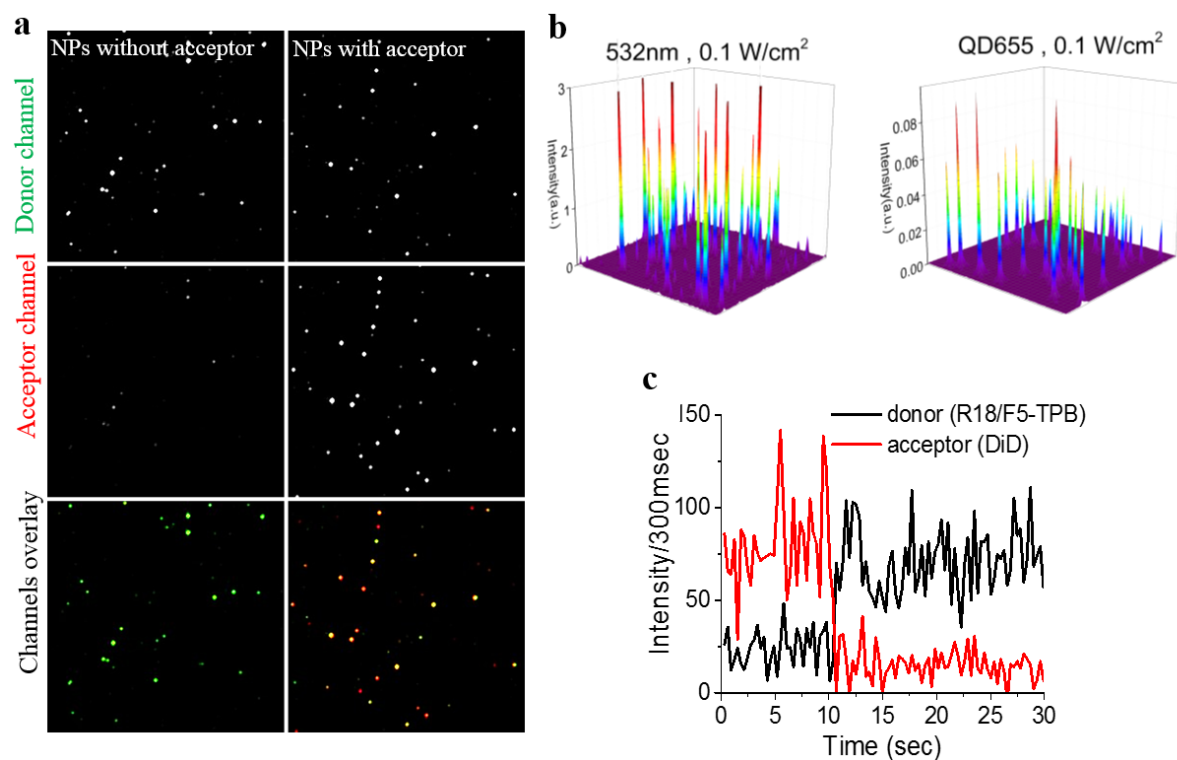 a
NPs without acceptor
NPs with acceptor
Donor channel
Acceptor channel
Channels overlay
b
532nm , 0.1 W/cm²
Intensity(a.u.)
3
2
1
0
QD655 , 0.1 W/cm²
Intensity(a.u.)
0.08
0.06
0.04
0.02
0.00
c
donor (R18/F5-TPB)
acceptor (DiD)
Intensity/300msec
150
100
50
0
0 5 10 15 20 25 30
Time (sec)